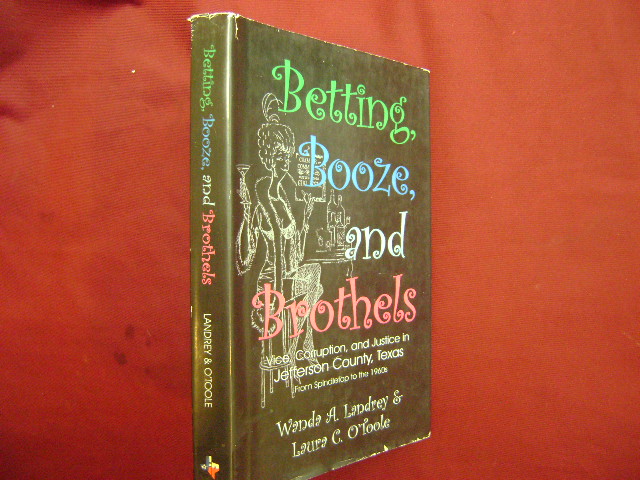 Betting,
Booze,
and
Brothels
Vice, Corruption, and Justice in
Jefferson County, Texas
From Spindletop to the 1960s
Wanda A. Landrey &
Laura C. O'Toole
Betting, Booze, and Brothels
LANDREY & O'TOOLE